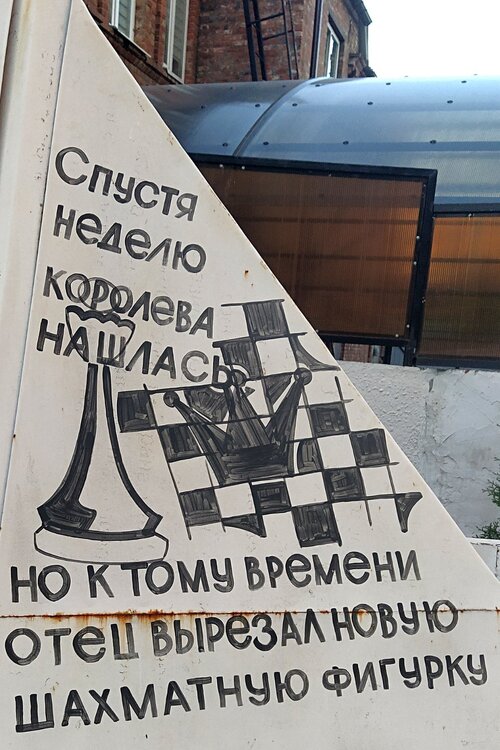 Спустя
неделю
королева
нашлась
но к тому времени
отец вырезал новую
шахматную фигурку